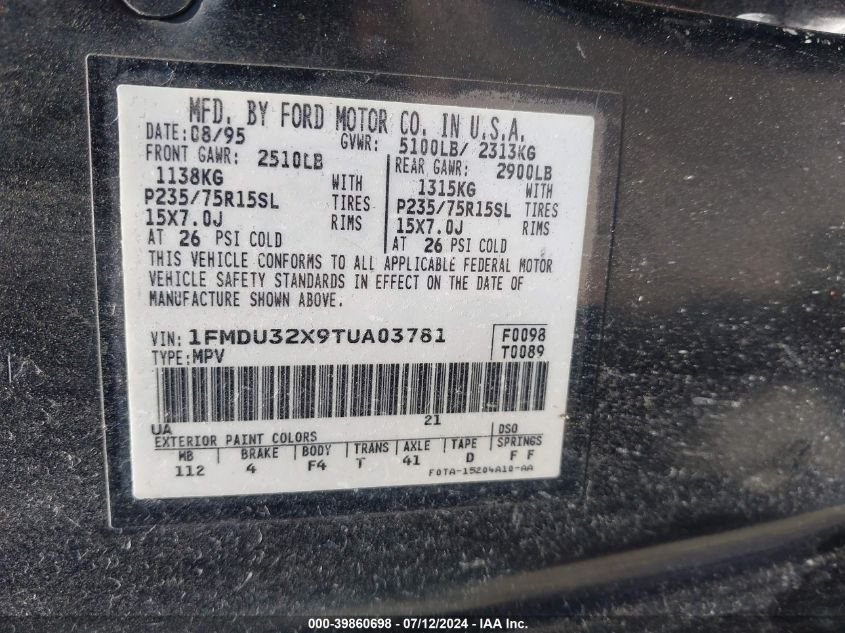 MFD. BY FORD MOTOR CO. IN U.S.A.
DATE: 08/95 GVWR: 5100LB/ 2313KG
FRONT GAWR: 2510LB REAR GAWR: 2900LB
1138KG WITH 1315KG WITH
P235/75R15SL TIRES P235/75R15SL TIRES
15X7.0J RIMS 15X7.0J RIMS
AT 26 PSI COLD AT 26 PSI COLD
THIS VEHICLE CONFORMS TO ALL APPLICABLE FEDERAL MOTOR
VEHICLE SAFETY STANDARDS IN EFFECT ON THE DATE OF
MANUFACTURE SHOWN ABOVE.
VIN: 1FMDU32X9TUA03781 F0098
TYPE: MPV T0089
UA 21 DSO
EXTERIOR PAINT COLORS
WB BRAKE BODY TRANS AXLE TAPE SPRINGS
112 4 F4 T 41 D F F
F0TA-15204A10-AA
000-39860698 - 07/12/2024 - COPYRIGHT IAA, INC.